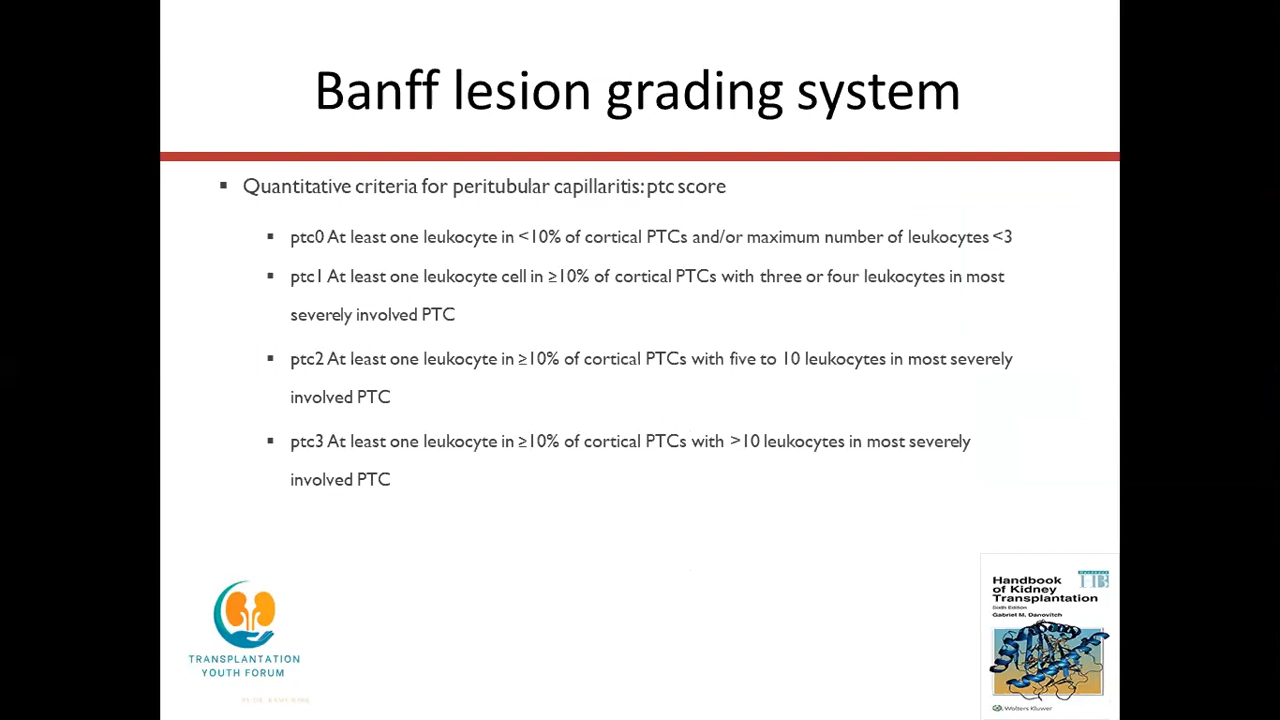 Banff lesion grading system
▪ Quantitative criteria for peritubular capillaritis: ptc score
▪ ptc0 At least one leukocyte in <10% of cortical PTCs and/or maximum number of leukocytes <3
▪ ptc1 At least one leukocyte cell in ≥10% of cortical PTCs with three or four leukocytes in most
severely involved PTC
▪ ptc2 At least one leukocyte in ≥10% of cortical PTCs with five to 10 leukocytes in most severely
involved PTC
▪ ptc3 At least one leukocyte in ≥10% of cortical PTCs with >10 leukocytes in most severely
involved PTC
TRANSPLANTATION
YOUTH FORUM
Handbook
of Kidney
Transplantation
Sixth Edition
Gabriel M. Danovitch
Wolters Kluwer